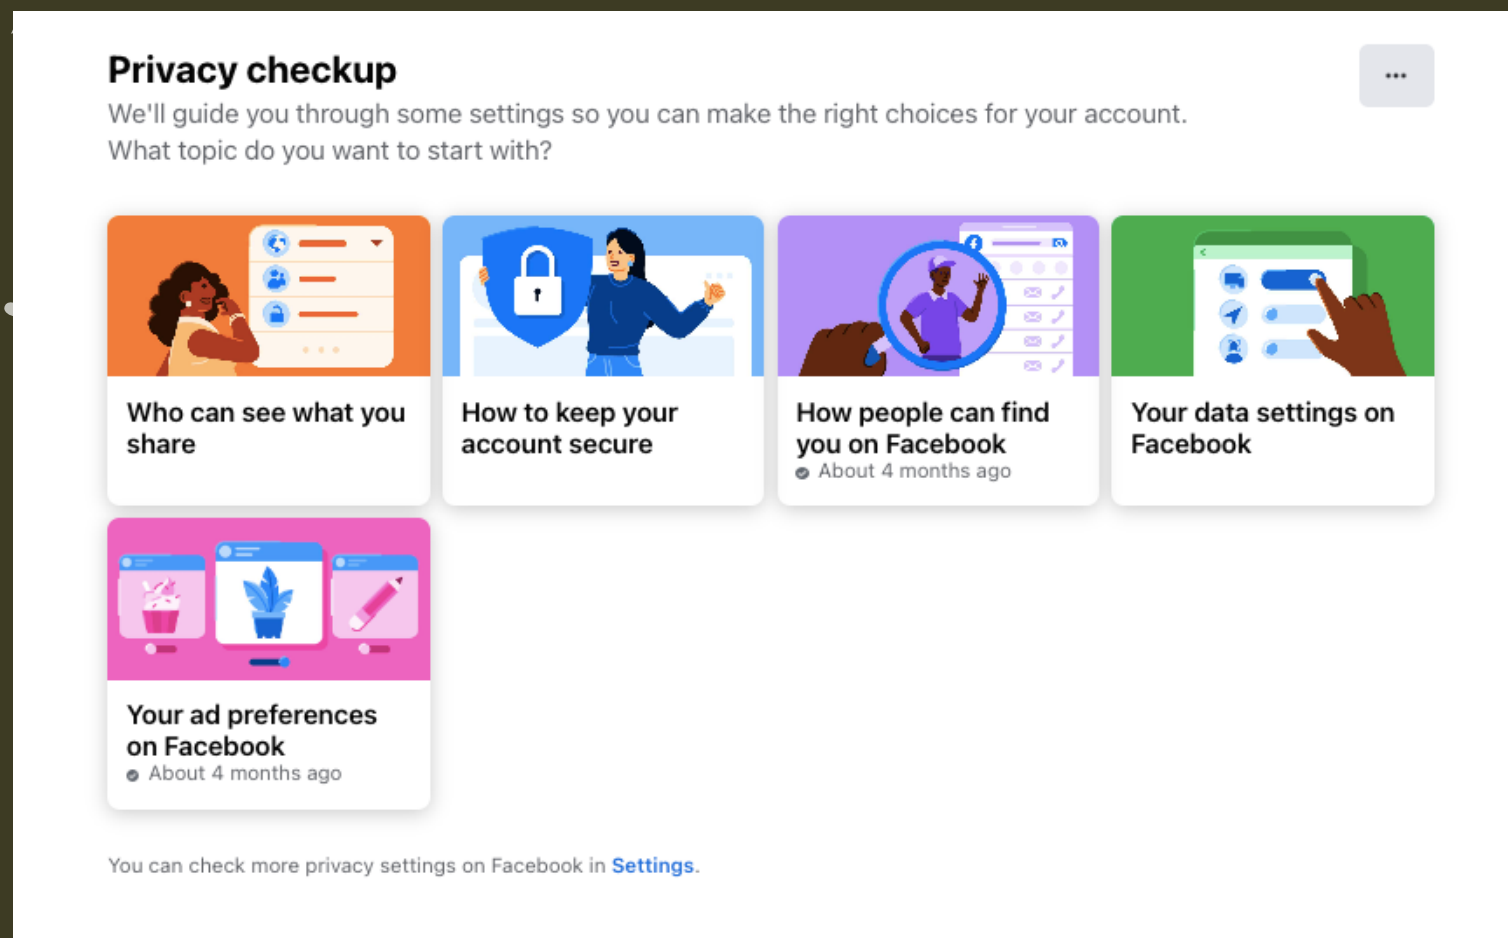 Privacy checkup
We'll guide you through some settings so you can make the right choices for your account.
What topic do you want to start with?
Who can see what you
share
How to keep your
account secure
How people can find
you on Facebook
About 4 months ago
Your data settings on
Facebook
Your ad preferences
on Facebook
About 4 months ago
You can check more privacy settings on Facebook in Settings.